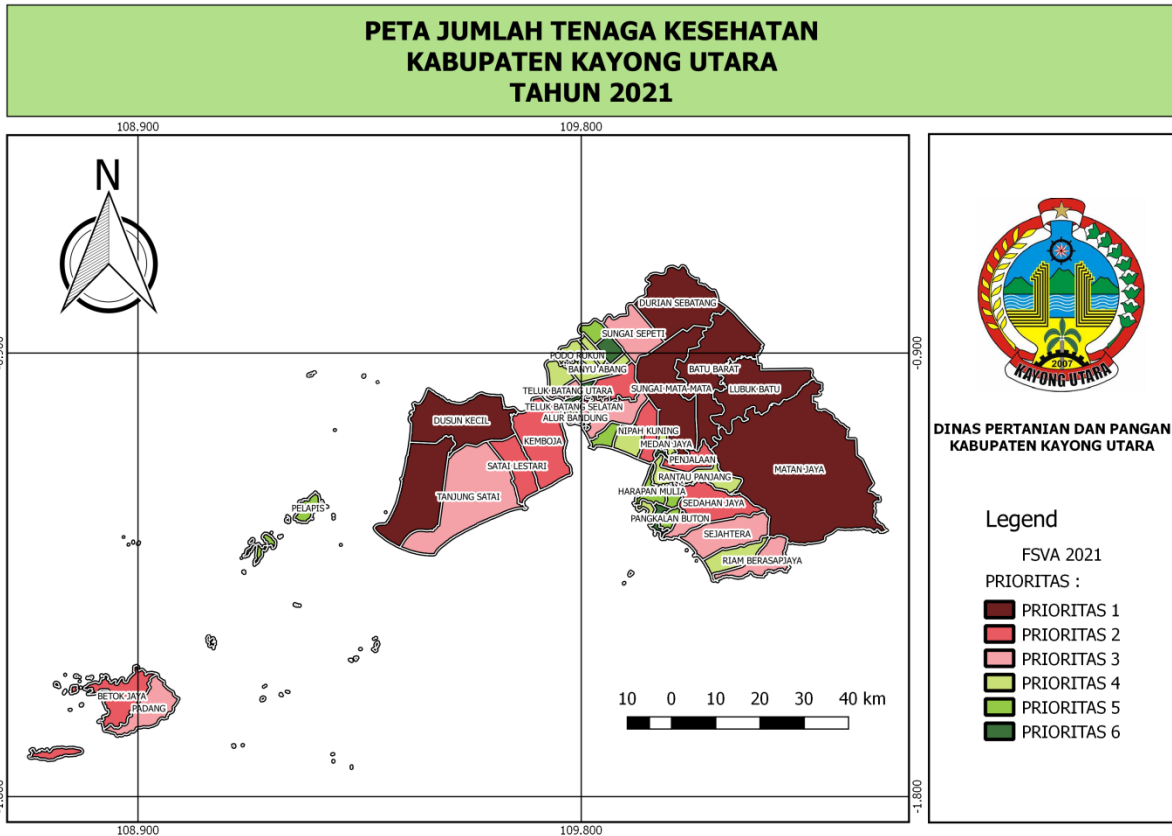 PETA JUMLAH TENAGA KESEHATAN
KABUPATEN KAYONG UTARA
TAHUN 2021
108.900
109.800
N
DURIAN SEBATANG
SUNGAI SEPETI
-0.900
PODO RUKUN
BANYU ABANG
BATU BARAT
SUNGAI MATA-MATA
LUBUK BATU
TELUK BATANG UTARA
TELUK BATANG SELATAN
ALUR BANDUNG
DUSUN KECIL
NIPAH KUNING
KEMBOJA
MEDAN JAYA
PENJALAAN
SATAI LESTARI
MATAN JAYA
RANTAU PANJANG
TANJUNG SATAI
HARAPAN MULIA
SEDAHAN JAYA
PELAPIS
PANGKALAN BUTON
SEJAHTERA
RIAM BERASAPJAYA
BETOK JAYA
PADANG
10 0 10 20 30 40 km
-1.800
108.900
109.800
2007
KAYONG UTARA
DINAS PERTANIAN DAN PANGAN
KABUPATEN KAYONG UTARA
Legend
FSVA 2021
PRIORITAS :
PRIORITAS 1
PRIORITAS 2
PRIORITAS 3
PRIORITAS 4
PRIORITAS 5
PRIORITAS 6